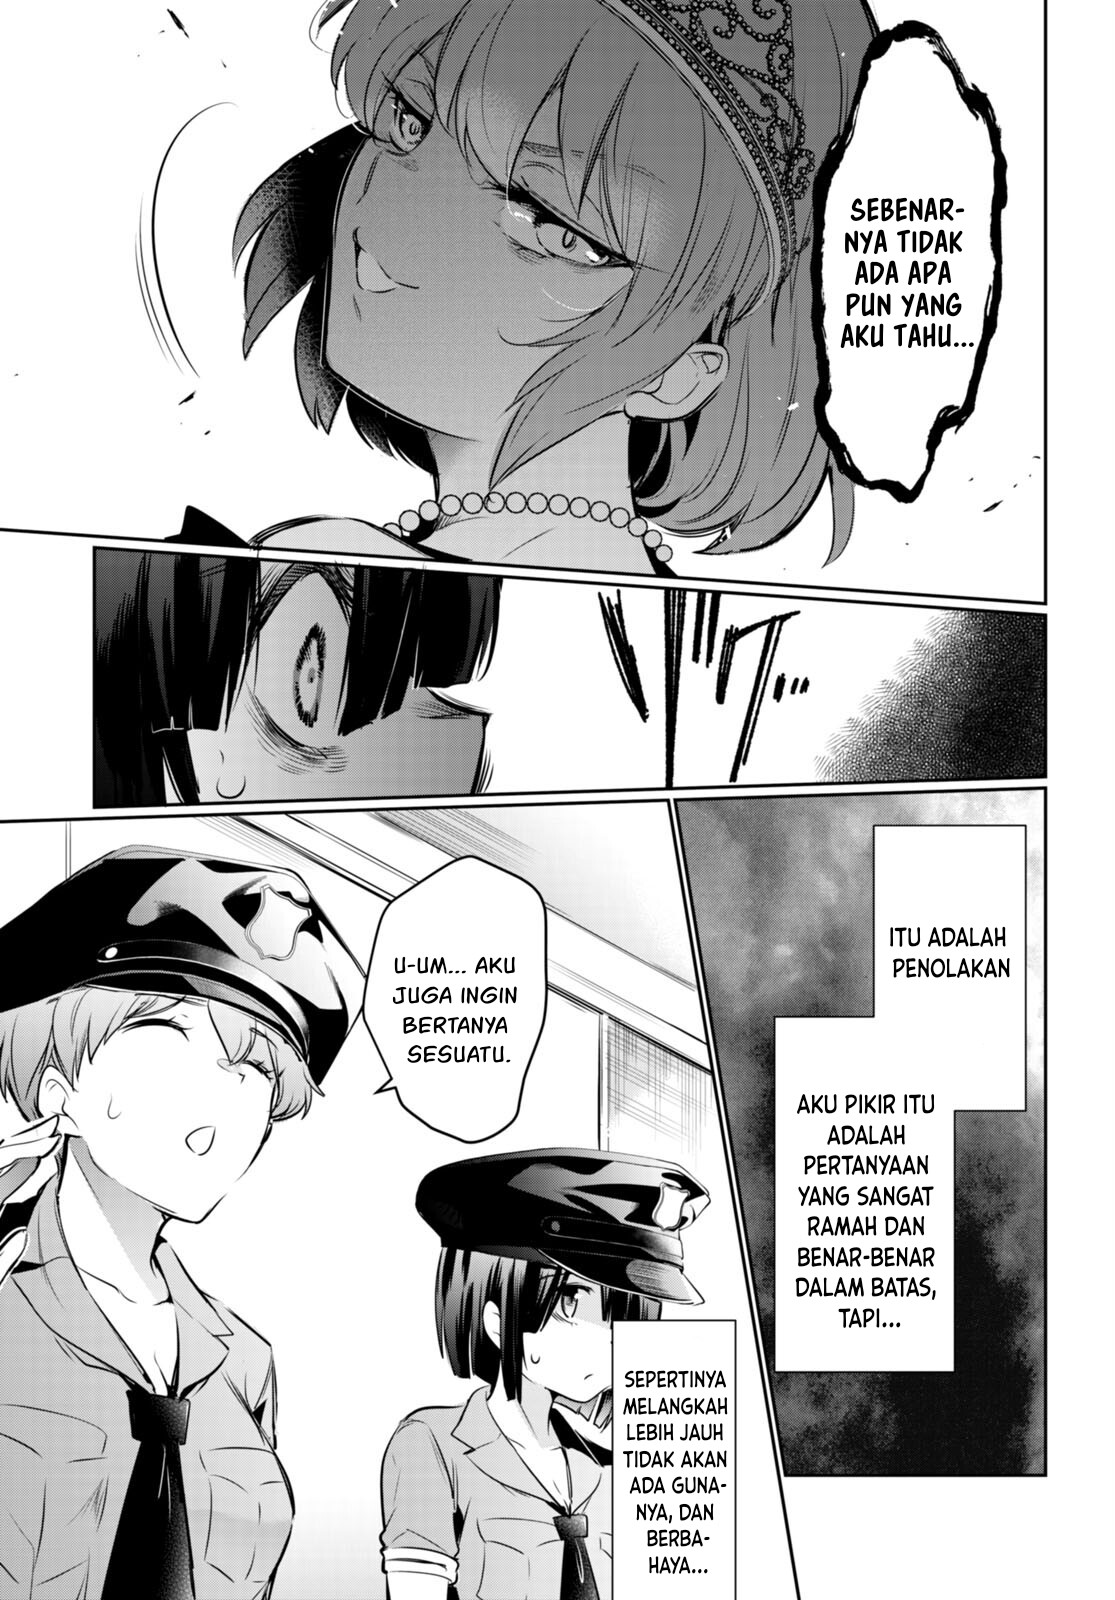 SEBENAR-
NYA TIDAK
ADA APA
PUN YANG
AKU TAHU...
ITU ADALAH
PENOLAKAN
AKU PIKIR ITU
ADALAH
PERTANYAAN
YANG SANGAT
RAMAH DAN
BENAR-BENAR
DALAM BATAS,
TAPI...
U-UM... AKU
JUGA INGIN
BERTANYA
SESUATU.
SEPERTINYA
MELANGKAH
LEBIH JAUH
TIDAK AKAN
ADA GUNA-
NYA, DAN
BERBA-
HAYA...